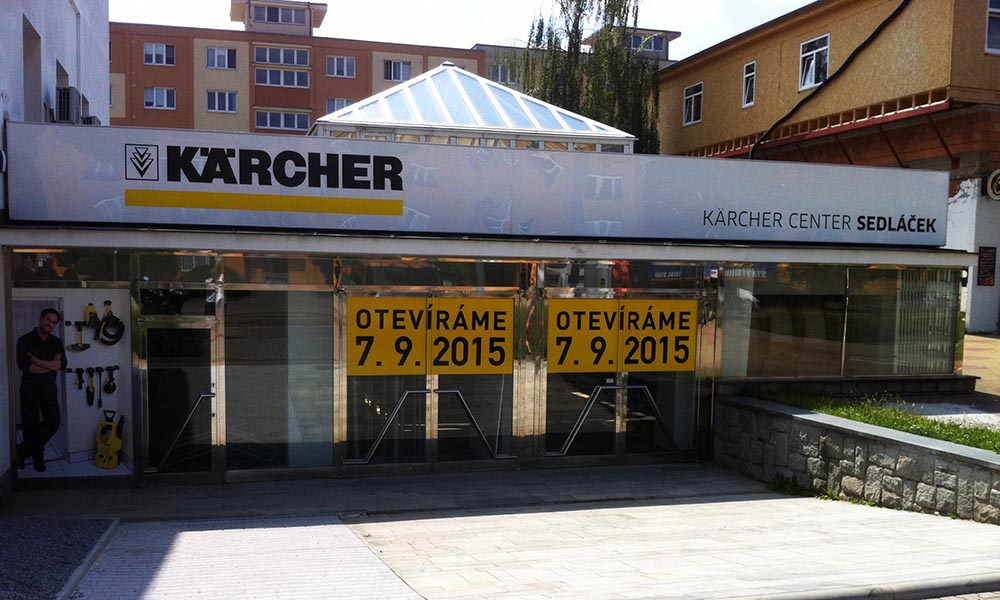 KÄRCHER
KÄRCHER CENTER SEDLÁČEK
OTEVÍRÁME
7. 9. 2015
OTEVÍRÁME
7. 9. 2015